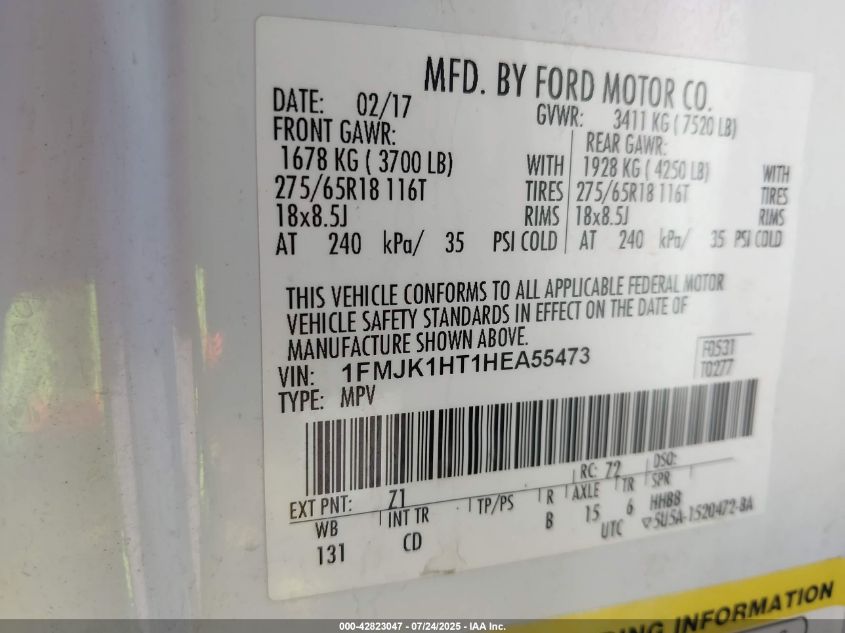 MFD. BY FORD MOTOR CO.
DATE: 02/17 GVWR: 3411 KG ( 7520 LB)
FRONT GAWR: REAR GAWR:
1678 KG ( 3700 LB) WITH 1928 KG ( 4250 LB) WITH
275/65R18 116T TIRES 275/65R18 116T TIRES
18x8.5J RIMS 18x8.5J RIMS
AT 240 kPa/ 35 PSI COLD AT 240 kPa/ 35 PSI COLD
THIS VEHICLE CONFORMS TO ALL APPLICABLE FEDERAL MOTOR
VEHICLE SAFETY STANDARDS IN EFFECT ON THE DATE OF
MANUFACTURE SHOWN ABOVE.
VIN: 1FMJK1HT1HEA55473
F0531
T0277
TYPE: MPV
RC: 72 DSO:
EXT PNT: Z1
WB INT TR TP/PS R AXLE TR SPR
131 CD B 15 6 HH88
UTC ▽5U5A-1520472-BA
ING INFORMATION
000-42823047 - 07/24/2025 - IAA Inc.